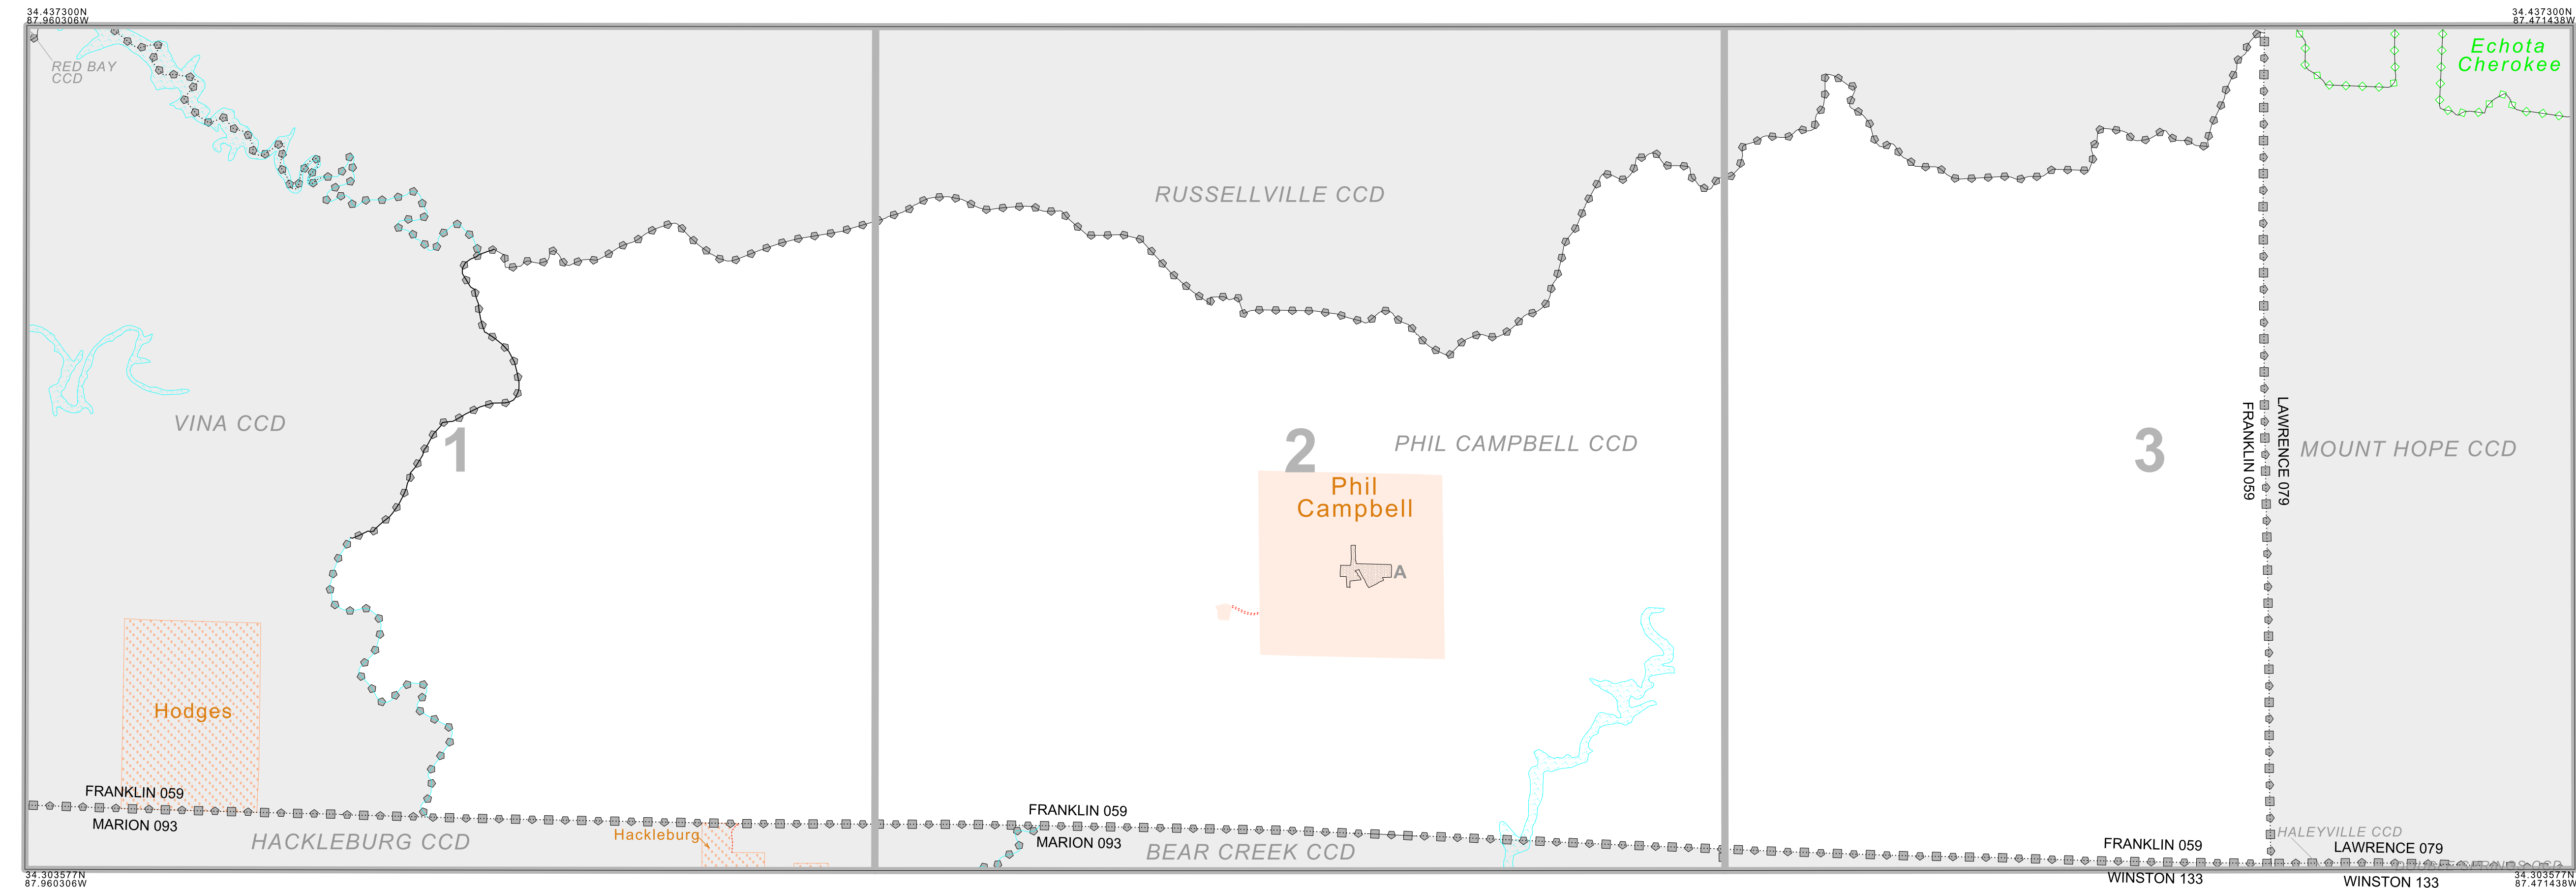 34.437300N
87.960306W
34.437300N
87.471438W
RED BAY
CCD
Echota
Cherokee
RUSSELLVILLE CCD
VINA CCD
1
2
PHIL CAMPBELL CCD
3
FRANKLIN 059
LAWRENCE 079
MOUNT HOPE CCD
Phil
Campbell
A
Hodges
FRANKLIN 059
MARION 093
HACKLEBURG CCD
Hackleburg
FRANKLIN 059
MARION 093
BEAR CREEK CCD
FRANKLIN 059
WINSTON 133
HALEYVILLE CCD
LAWRENCE 079
WINSTON 133
34.303577N
87.960306W
34.303577N
87.471438W